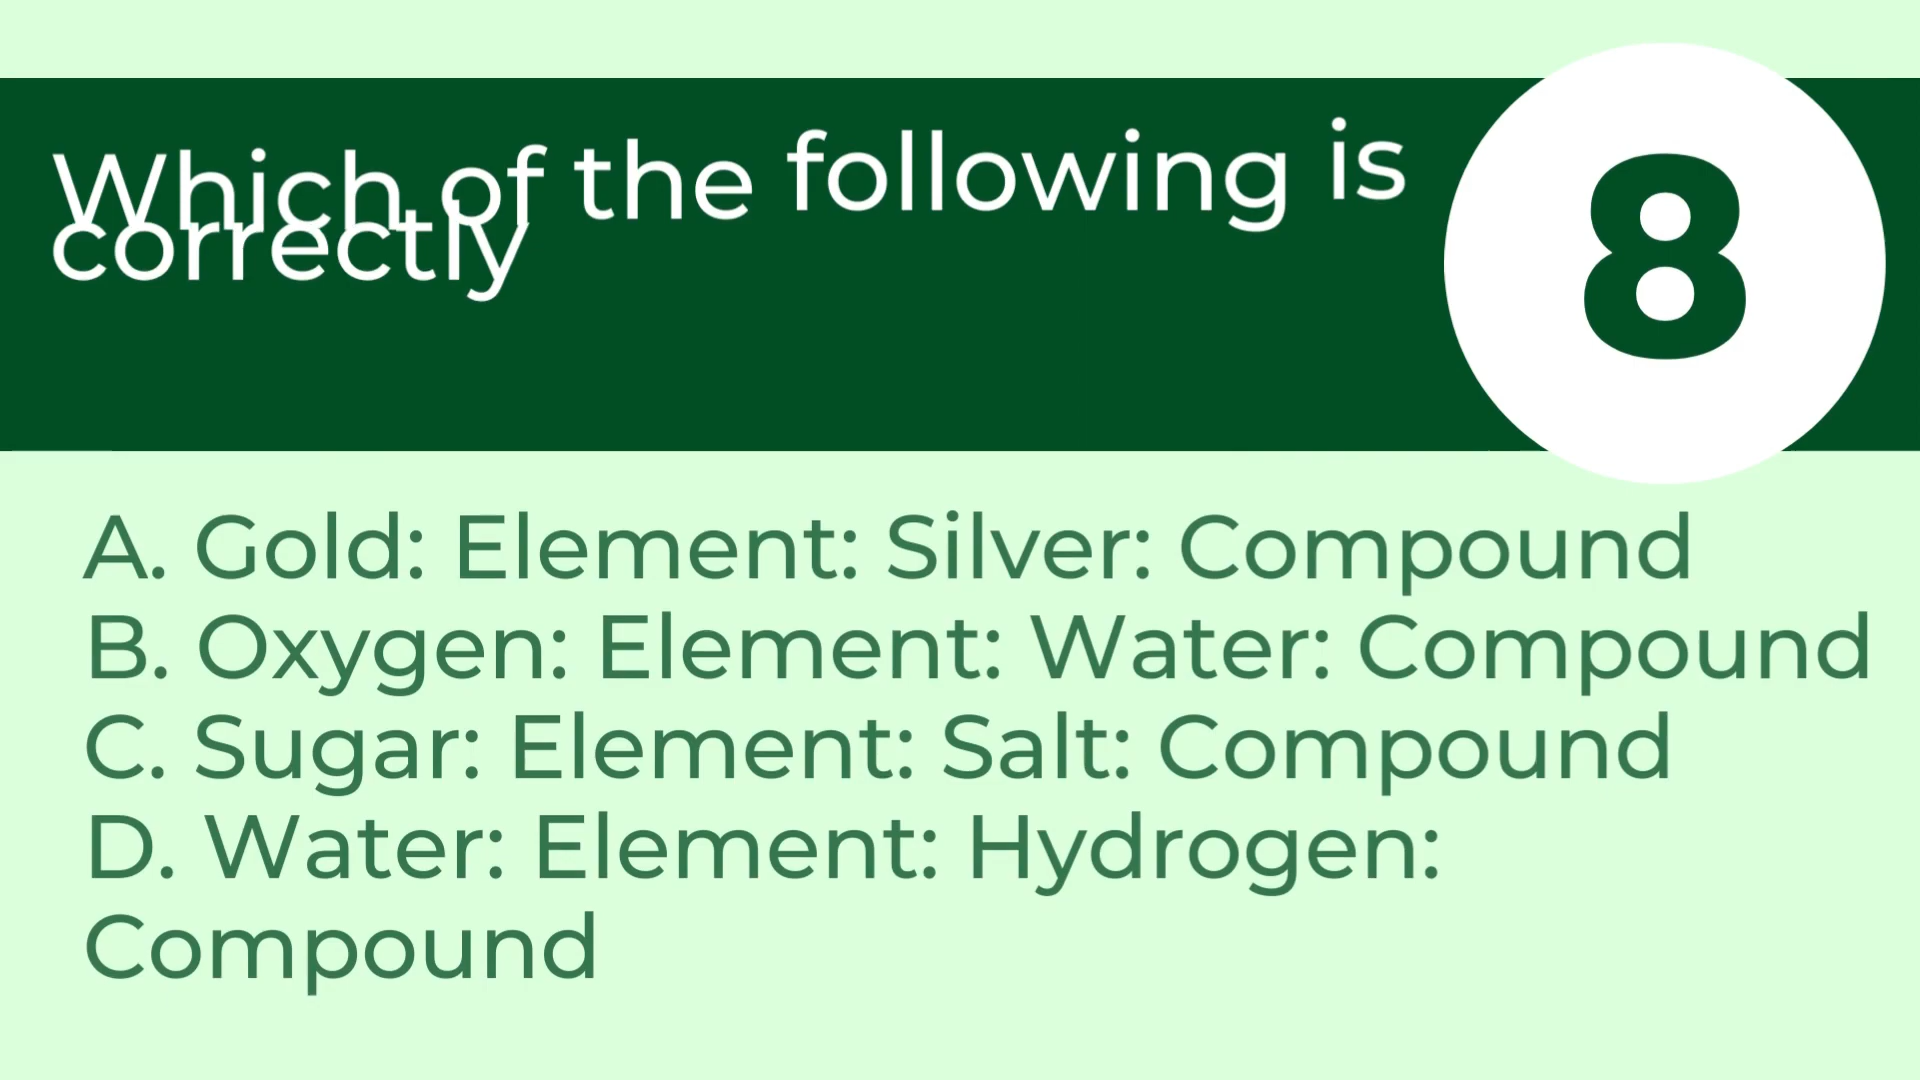 Which of the following is
correctly
8
A. Gold: Element: Silver: Compound
B. Oxygen: Element: Water: Compound
C. Sugar: Element: Salt: Compound
D. Water: Element: Hydrogen:
Compound